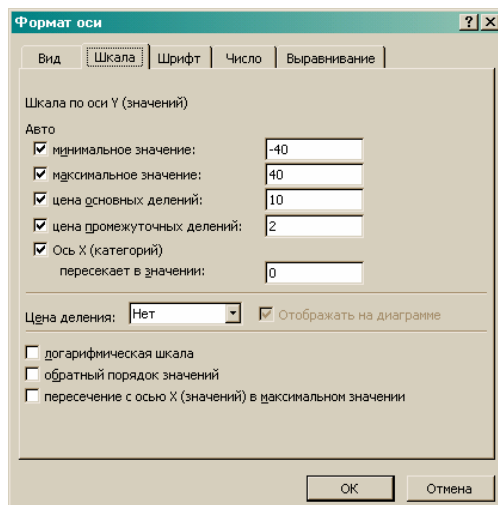 Формат оси
Вид Шкала Шрифт Число Выравнивание
Шкала по оси Y (значений)
Авто
минимальное значение: -40
максимальное значение: 40
цена основных делений: 10
цена промежуточных делений: 2
Ось X (категорий)
пересекает в значении: 0
Цена деления: Нет Отображать на диаграмме
логарифмическая шкала
обратный порядок значений
пересечение с осью X (значений) в максимальном значении
ОК Отмена